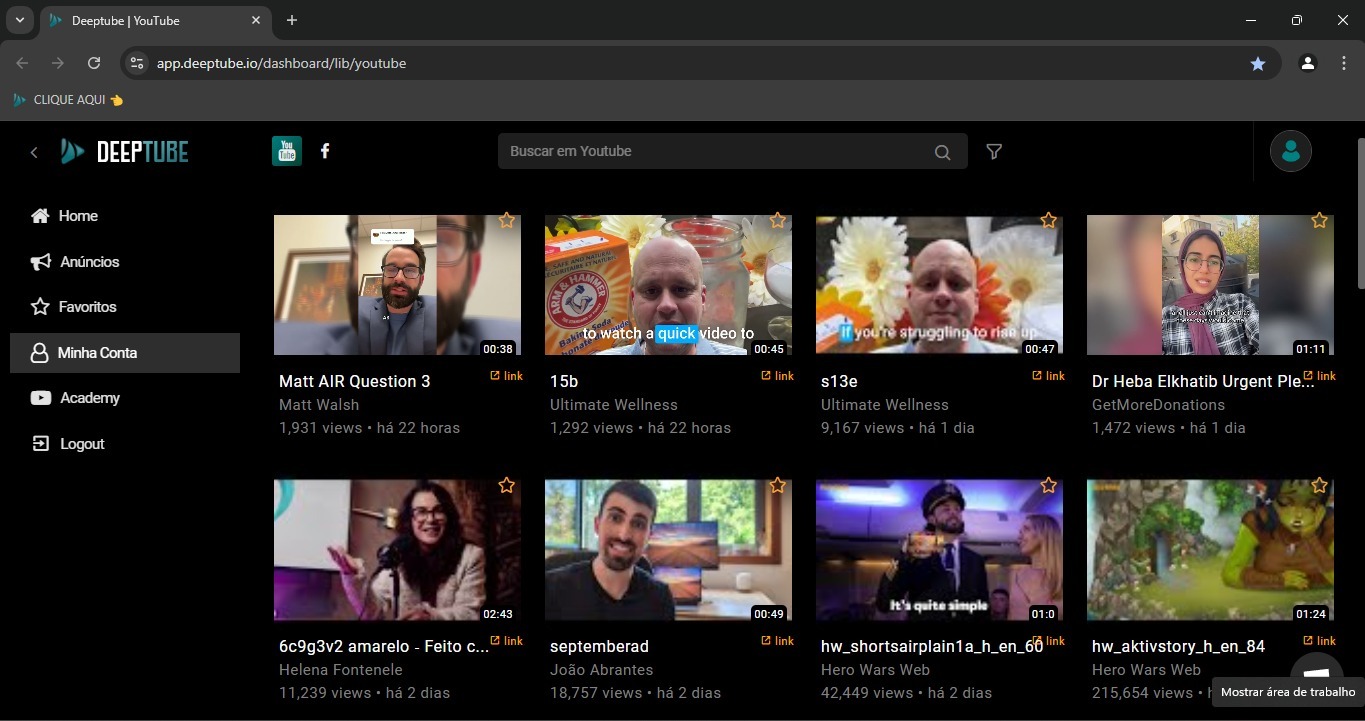 Deeptube | YouTube
app.deeptube.io/dashboard/lib/youtube
CLIQUE AQUI 👈
DEEPTUBE
You Tube
Buscar em Youtube
Home
Anúncios
Favoritos
Minha Conta
Academy
Logout
00:38
to watch a quick video to
ARM & HAMMER
00:45
If you're struggling to rise up
00:47
01:11
Matt AIR Question 3
link
Matt Walsh
1,931 views • há 22 horas
15b
link
Ultimate Wellness
1,292 views • há 22 horas
s13e
link
Ultimate Wellness
9,167 views • há 1 dia
Dr Heba Elkhatib Urgent Ple...
link
GetMoreDonations
1,472 views • há 1 dia
02:43
00:49
It's quite simple
01:0
01:24
6c9g3v2 amarelo - Feito c...
link
Helena Fontenele
11,239 views • há 2 dias
septemberad
link
João Abrantes
18,757 views • há 2 dias
hw_shortsairplain1a_h_en_60
link
Hero Wars Web
42,449 views • há 2 dias
hw_aktivstory_h_en_84
link
Hero Wars Web
215,654 views •
Mostrar área de trabalho